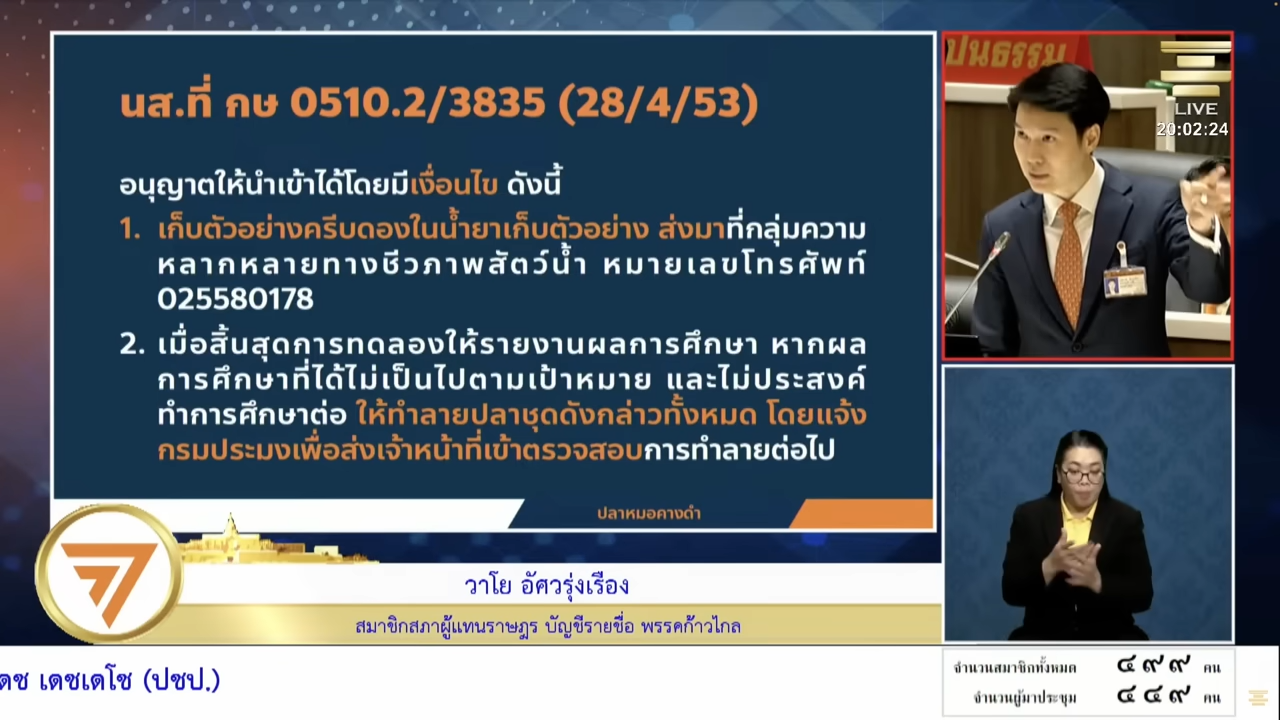 นส.ที่ กษ 0510.2/3835 (28/4/53)
อนุญาตให้นำเข้าได้โดยมีเงื่อนไข ดังนี้
1. เก็บตัวอย่างครีบดองในน้ำยาเก็บตัวอย่าง ส่งมาที่กลุ่มความ
หลากหลายทางชีวภาพสัตว์น้ำ หมายเลขโทรศัพท์
025580178
2. เมื่อสิ้นสุดการทดลองให้รายงานผลการศึกษา หากผล
การศึกษาที่ได้ไม่เป็นไปตามเป้าหมาย และไม่ประสงค์
ทำการศึกษาต่อ ให้ทำลายปลาชุดดังกล่าวทั้งหมด โดยแจ้ง
กรมประมงเพื่อส่งเจ้าหน้าที่เข้าตรวจสอบการทำลายต่อไป
ปลาหมอคางดำ
ปนธรรม
LIVE
20:02:24
วาโย อัศวรุ่งเรือง
สมาชิกสภาผู้แทนราษฎร บัญชีรายชื่อ พรรคก้าวไกล
เดช เดชเดโช (ปชป.)
จำนวนสมาชิกทั้งหมด ๔๙๙ คน
จำนวนผู้มาประชุม ๔๔๙ คน